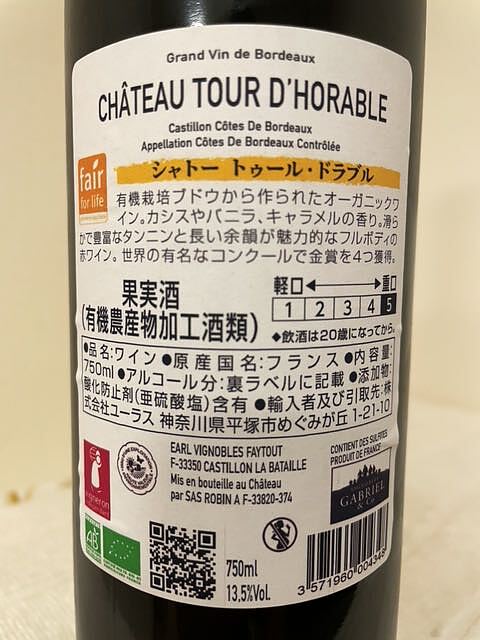 Grand Vin de Bordeaux
CHÂTEAU TOUR D'HORABLE
Castillon Côtes De Bordeaux
Appellation Côtes De Bordeaux Contrôlée
シャトー トゥール・ドラブル
fair
for life
有機栽培ブドウから作られたオーガニックワ
イン。カシスやバニラ、キャラメルの香り。滑ら
かで豊富なタンニンと長い余韻が魅力的なフルボディの
赤ワイン。世界の有名なコンクールで金賞を4つ獲得。
果実酒
(有機農産物加工酒類)
軽口 重口
1 2 3 4 5
◆飲酒は20歳になってから。
●品名:ワイン●原産国名:フランス●内容量:
750ml●アルコール分:裏ラベルに記載●添加物:
酸化防止剤(亜硫酸塩)含有 ●輸入者及び引取先:株
式会社ユーラス 神奈川県平塚市めぐみが丘1-21-10
EARL VIGNOBLES FAYTOUT
F-33350 CASTILLON LA BATAILLE
Mis en bouteille au Château
par SAS ROBIN A F-33820-374
CONTIENT DES SULFITES
PRODUIT DE FRANCE
vigneron
GABRIEL
& Co
AB
750ml
13,5%Vol.
3 571960 004348